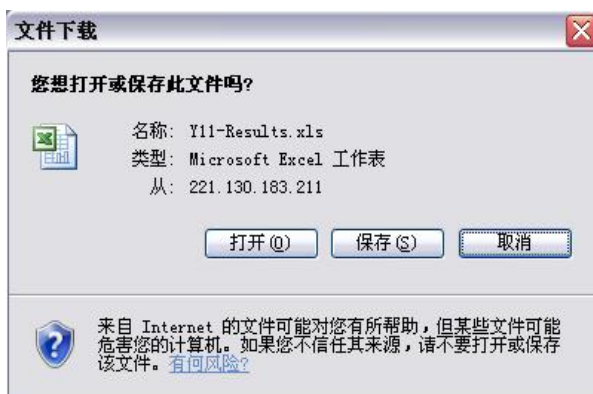 文件下载
您想打开或保存此文件吗?
名称: Y11-Results.xls
类型: Microsoft Excel 工作表
从: 221.130.183.211
打开(O) 保存(S) 取消
来自 Internet 的文件可能对您有所帮助,但某些文件可能
危害您的计算机。如果您不信任其来源,请不要打开或保存
该文件。有何风险?